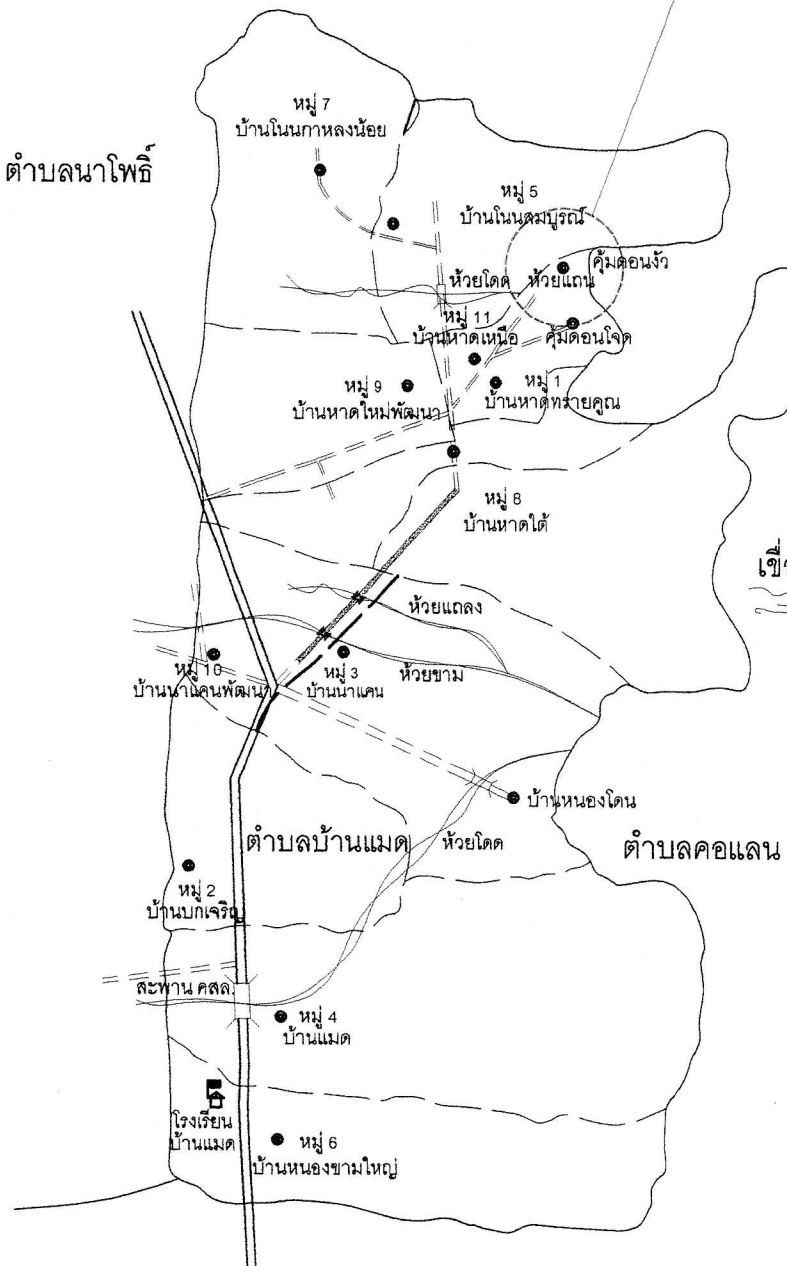 หมู่ 7
บ้านโนนกาหลงน้อย
ตำบลนาโพธิ์
หมู่ 5
บ้านโนนสมบูรณ์
คุ้มดอนงัว
ห้วยโดด
ห้วยแถน
หมู่ 11
บ้านหาดเหนือ
คุ้มดอนโจด
หมู่ 9
บ้านหาดใหม่พัฒนา
หมู่ 1
บ้านหาดทรายคูณ
หมู่ 8
บ้านหาดใต้
ห้วยแถลง
หมู่ 10
บ้านนาแคนพัฒนา
หมู่ 3
บ้านนาแคน
ห้วยขาม
บ้านหนองโดน
ตำบลบ้านแมด
ห้วยโดด
ตำบลคอแลน
หมู่ 2
บ้านบกเจริญ
สะพาน คสล.
หมู่ 4
บ้านแมด
โรงเรียน
บ้านแมด
หมู่ 6
บ้านหนองขามใหญ่